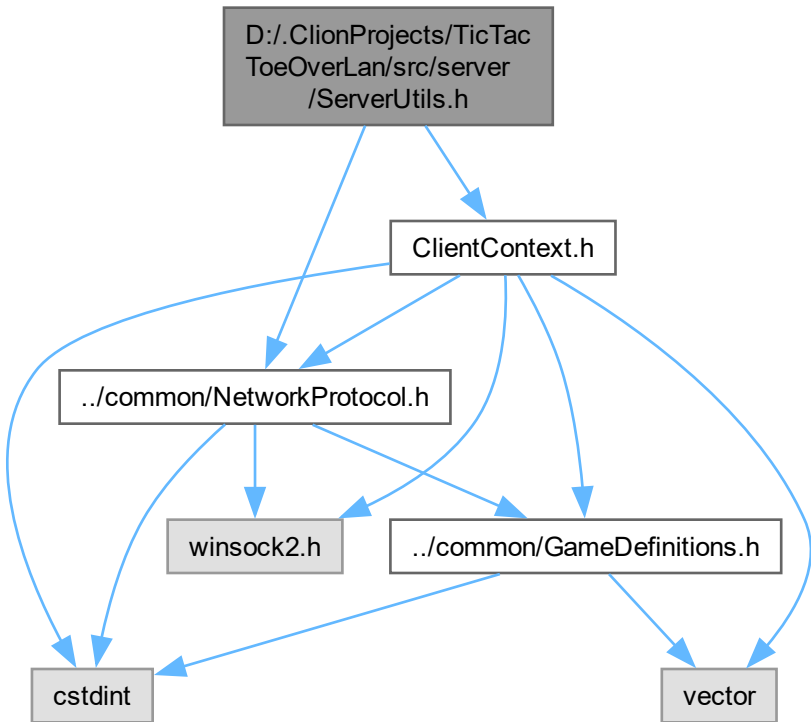 D:/.ClionProjects/TicTac
ToeOverLan/src/server
/ServerUtils.h
ClientContext.h
../common/NetworkProtocol.h
winsock2.h
../common/GameDefinitions.h
cstdint
vector